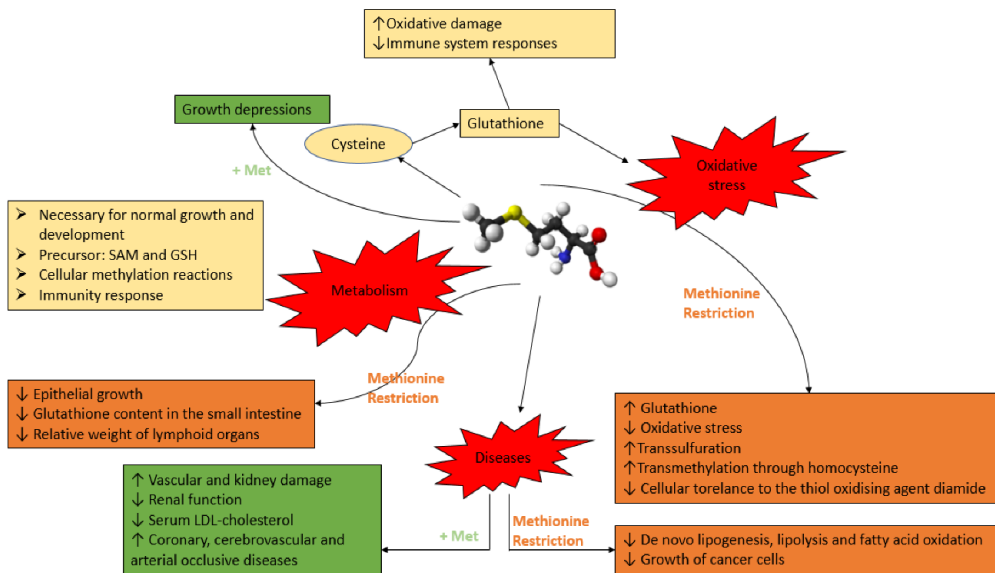 ↑Oxidative damage
↓Immune system responses
Growth depressions
Glutathione
Cysteine
Oxidative
stress
+ Met
➢ Necessary for normal growth and
development
➢ Precursor: SAM and GSH
➢ Cellular methylation reactions
➢ Immunity response
Metabolism
Methionine
Restriction
Methionine
Restriction
↓ Epithelial growth
↓ Glutathione content in the small intestine
↓ Relative weight of lymphoid organs
↑ Glutathione
↓ Oxidative stress
↑Transsulfuration
↑Transmethylation through homocysteine
↓ Cellular torelance to the thiol oxidising agent diamide
Diseases
↑ Vascular and kidney damage
↓ Renal function
↓ Serum LDL-cholesterol
↑ Coronary, cerebrovascular and
arterial occlusive diseases
+ Met
Methionine
Restriction
↓ De novo lipogenesis, lipolysis and fatty acid oxidation
↓ Growth of cancer cells